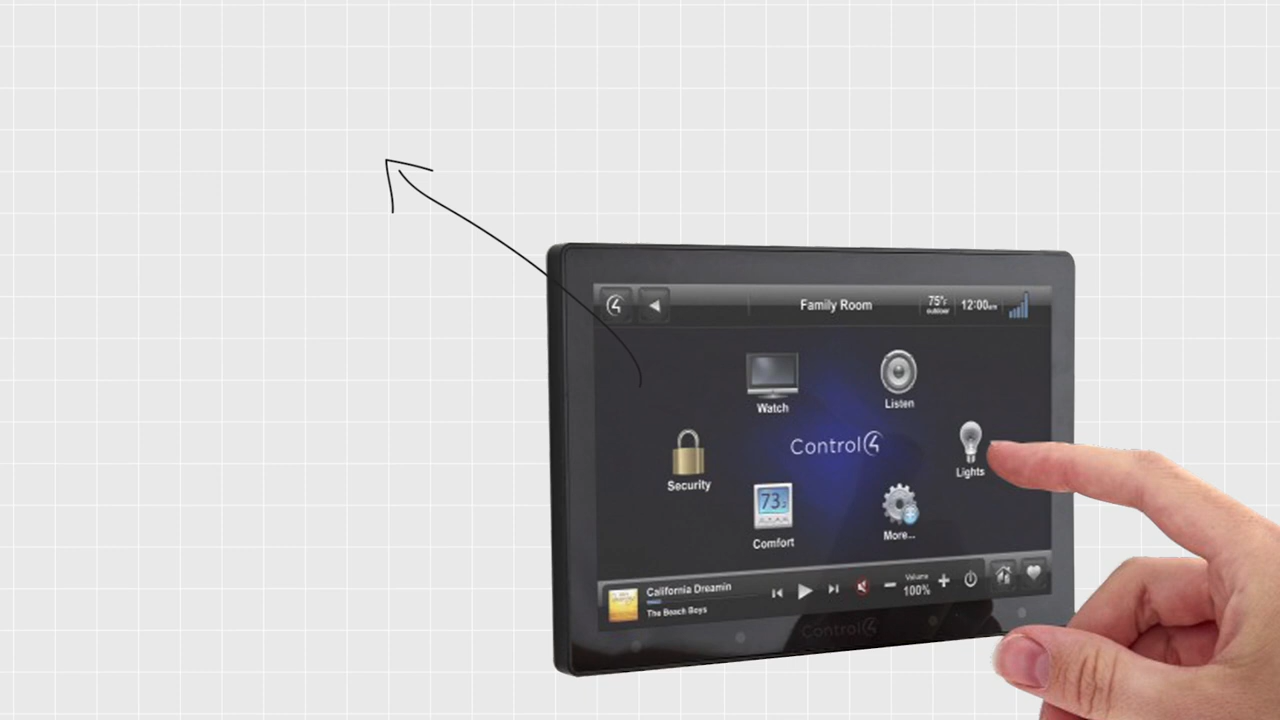 Family Room
75°F
outdoor
12:00am
Watch
Listen
Control4
Lights
Security
73
Comfort
More...
California Dreamin
The Beach Boys
Volume
100%
Control4